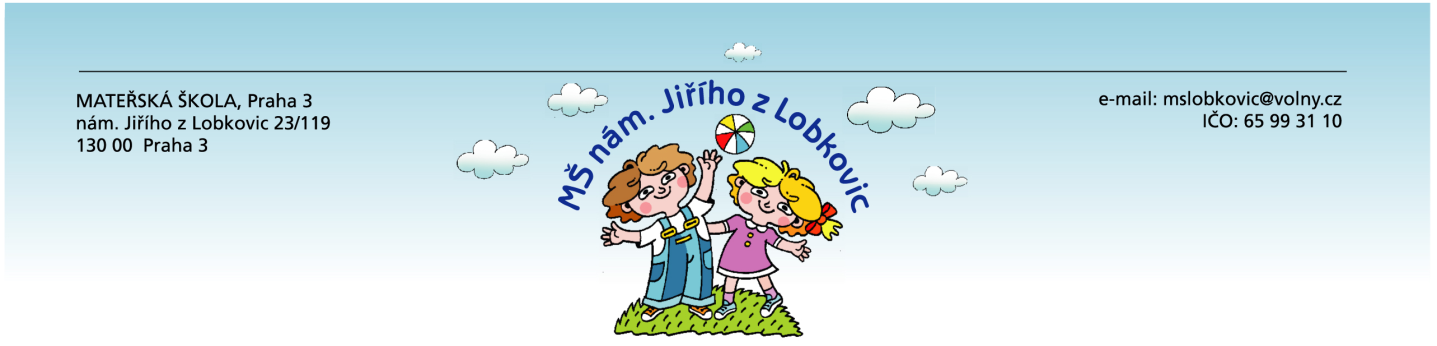 MATEŘSKÁ ŠKOLA, Praha 3
nám. Jiřího z Lobkovic 23/119
130 00 Praha 3
MŠ nám. Jiřího z Lobkovic
e-mail: mslobkovic@volny.cz
IČO: 65 99 31 10